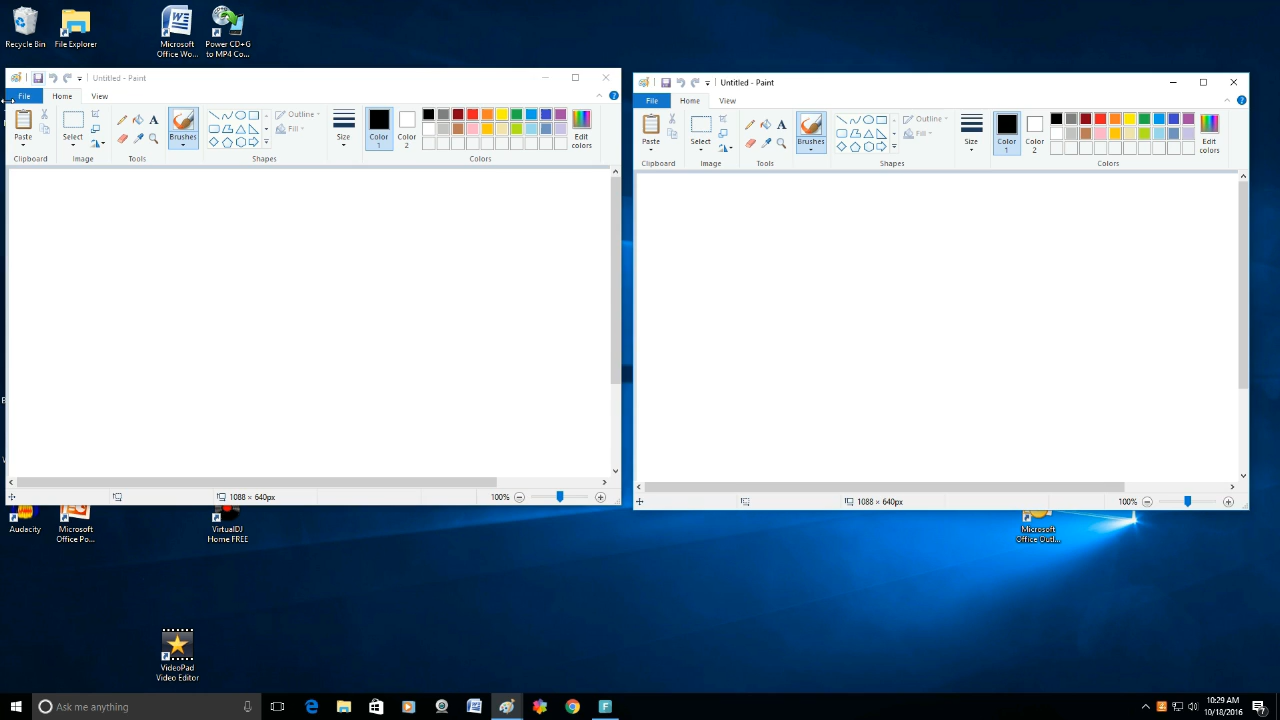 Recycle Bin
File Explorer
Microsoft
Office Wo...
Power CD+G
to MP4 Co...
Untitled - Paint
File
Home
View
Paste
Select
Brushes
Outline
Fill
Size
Color
1
Color
2
Edit
colors
Clipboard
Image
Tools
Shapes
Colors
1088 × 640px
100%
Untitled - Paint
File
Home
View
Paste
Select
Brushes
Outline
Fill
Size
Color
1
Color
2
Edit
colors
Clipboard
Image
Tools
Shapes
Colors
1088 × 640px
100%
Audacity
Microsoft
Office Po...
VirtualDJ
Home FREE
Microsoft
Office Outl...
VideoPad
Video Editor
Ask me anything
10:29 AM
10/18/2016